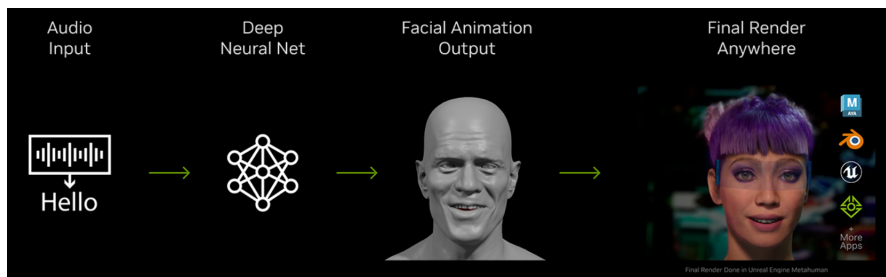 Audio
Input
Deep
Neural Net
Facial Animation
Output
Final Render
Anywhere
Hello
M
AYA
+
More
Apps
Final Render Done in Unreal Engine Metahuman